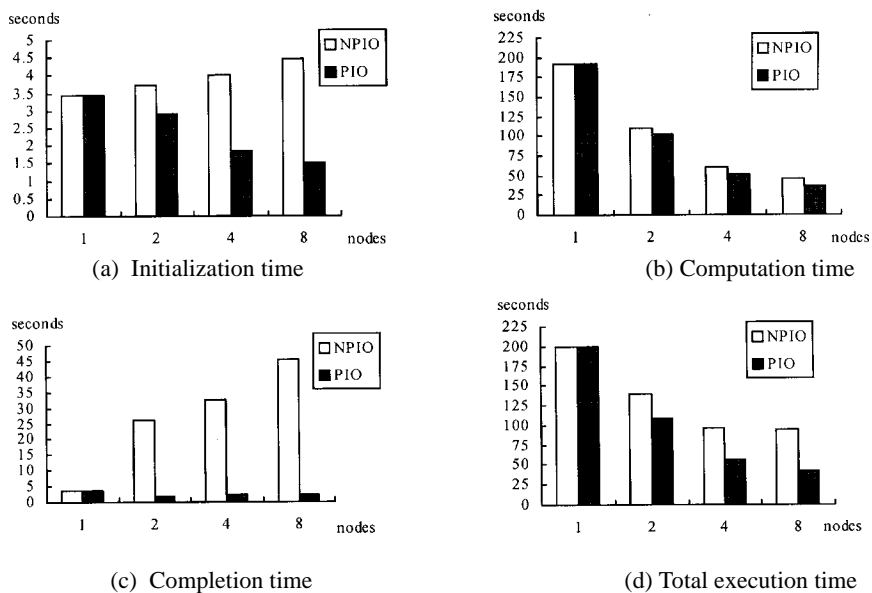 seconds
5
4.5
4
3.5
3
2.5
2
1.5
1
0.5
0
NPIO
PIO
1 2 4 8 nodes
(a) Initialization time
seconds
225
200
175
150
125
100
75
50
25
0
NPIO
PIO
1 2 4 8 nodes
(b) Computation time
seconds
50
45
40
35
30
25
20
15
10
5
0
NPIO
PIO
1 2 4 8 nodes
(c) Completion time
seconds
225
200
175
150
125
100
75
50
25
0
NPIO
PIO
1 2 4 8 nodes
(d) Total execution time